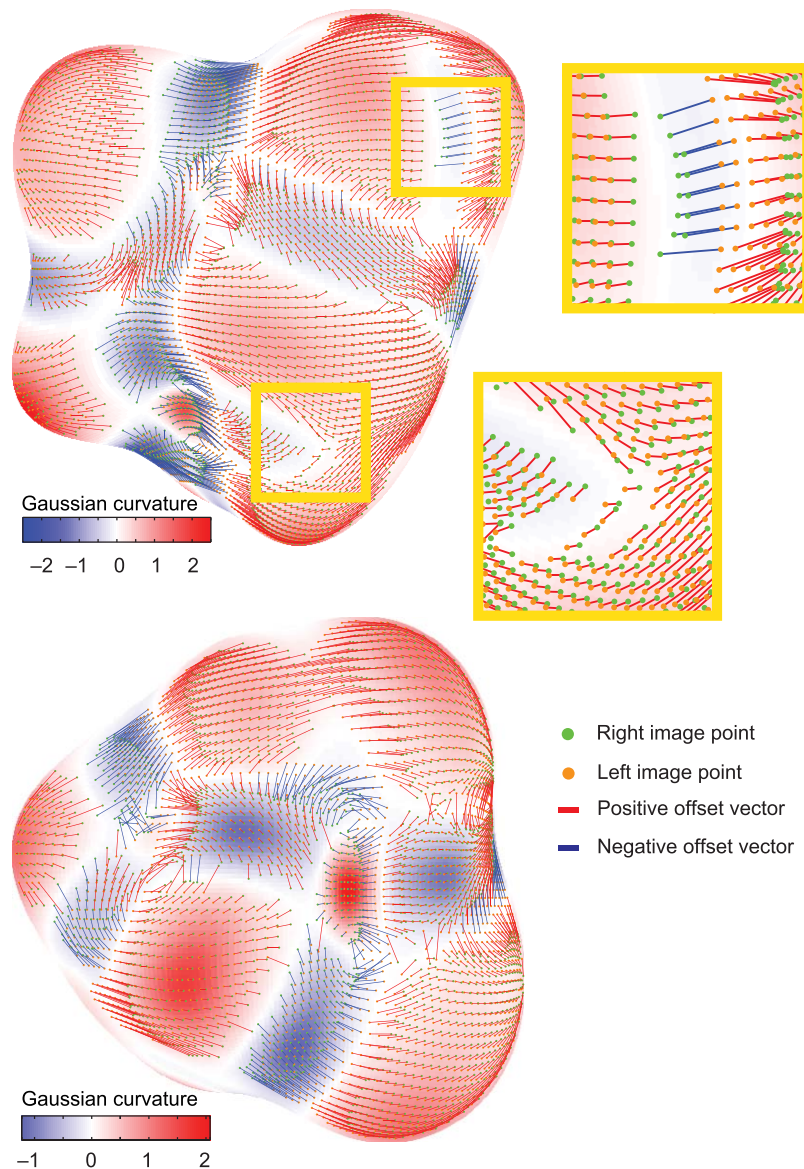 Gaussian curvature
–2 –1 0 1 2
Right image point
Left image point
Positive offset vector
Negative offset vector
Gaussian curvature
–1 0 1 2